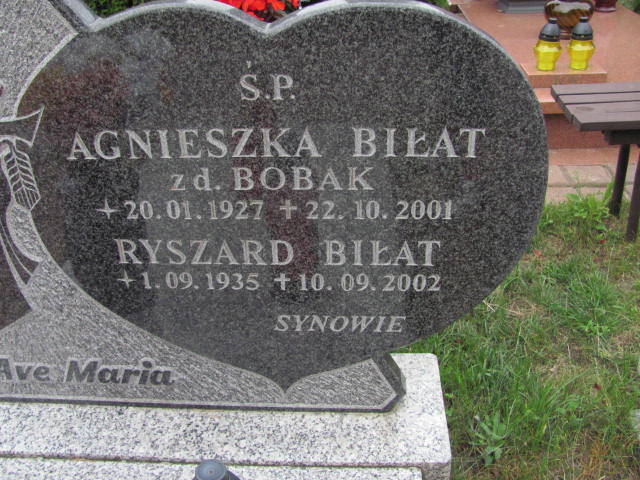 Ś.P.
AGNIESZKA BIŁAT
zd. BOBAK
+20.01.1927 +22.10.2001
RYSZARD BIŁAT
+1.09.1935 +10.09.2002
SYNOWIE
Ave Maria